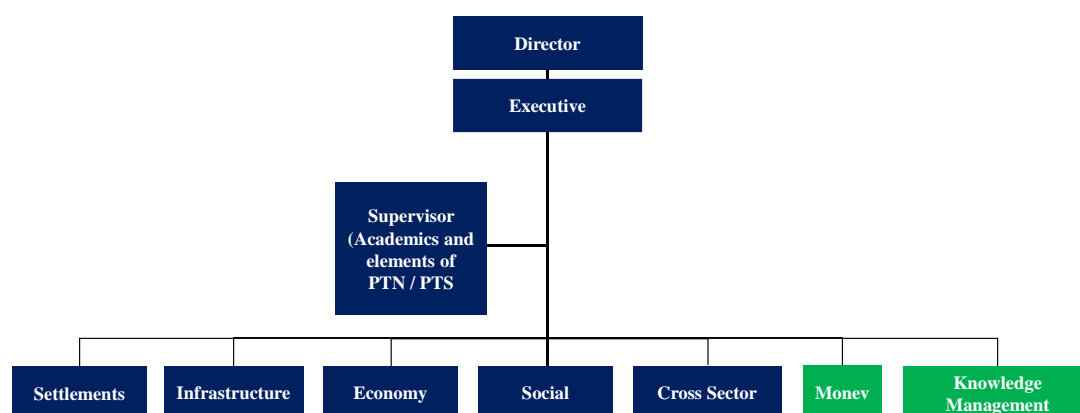 Director
Executive
Supervisor
(Academics and
elements of
PTN / PTS
Settlements
Infrastructure
Economy
Social
Cross Sector
Monev
Knowledge
Management